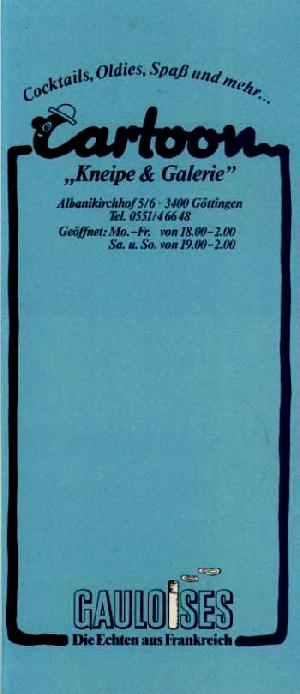 Cocktails, Oldies, Spaß und mehr...
Cartoon
„Kneipe & Galerie”
Albanikirchhof 5/6 · 3400 Göttingen
Tel. 0551/4 66 48
Geöffnet: Mo.–Fr. von 18.00–2.00
Sa. u. So. von 19.00–2.00
GAULOISES
Die Echten aus Frankreich